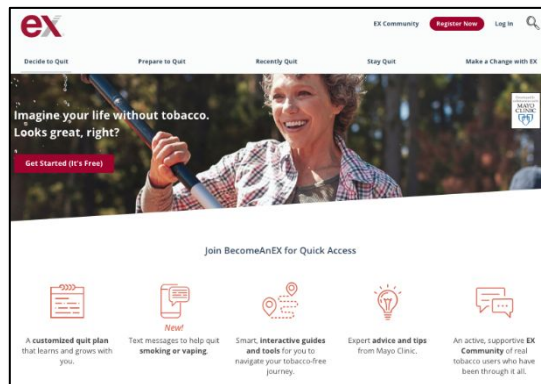 ex
EX Community
Register Now
Log In
Decide to Quit
Prepare to Quit
Recently Quit
Stay Quit
Make a Change with EX
Imagine your life without tobacco.
Looks great, right?
Get Started (It's Free)
MAYO
CLINIC
Join BecomeAnEX for Quick Access
A customized quit plan
that learns and grows with
you.
New!
Text messages to help quit
smoking or vaping.
Smart, interactive guides
and tools for you to
navigate your tobacco-free
journey.
Expert advice and tips
from Mayo Clinic.
An active, supportive EX
Community of real
tobacco users who have
been through it all.